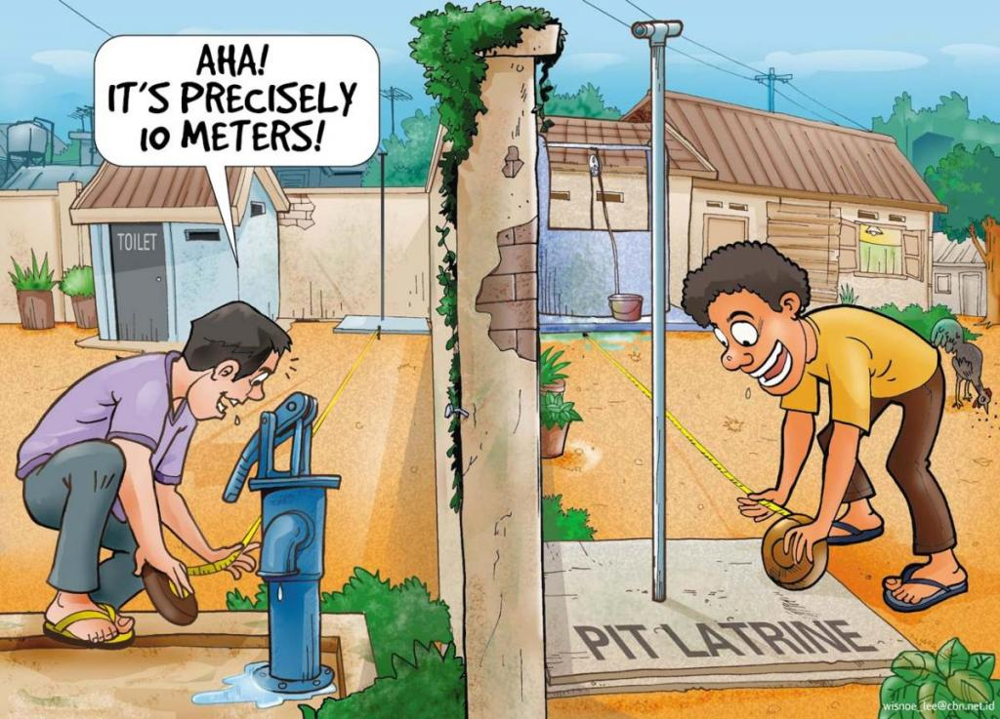 AHA!
IT'S PRECISELY
10 METERS!
TOILET
PIT LATRINE
wisnoe_lee@cbn.net.id